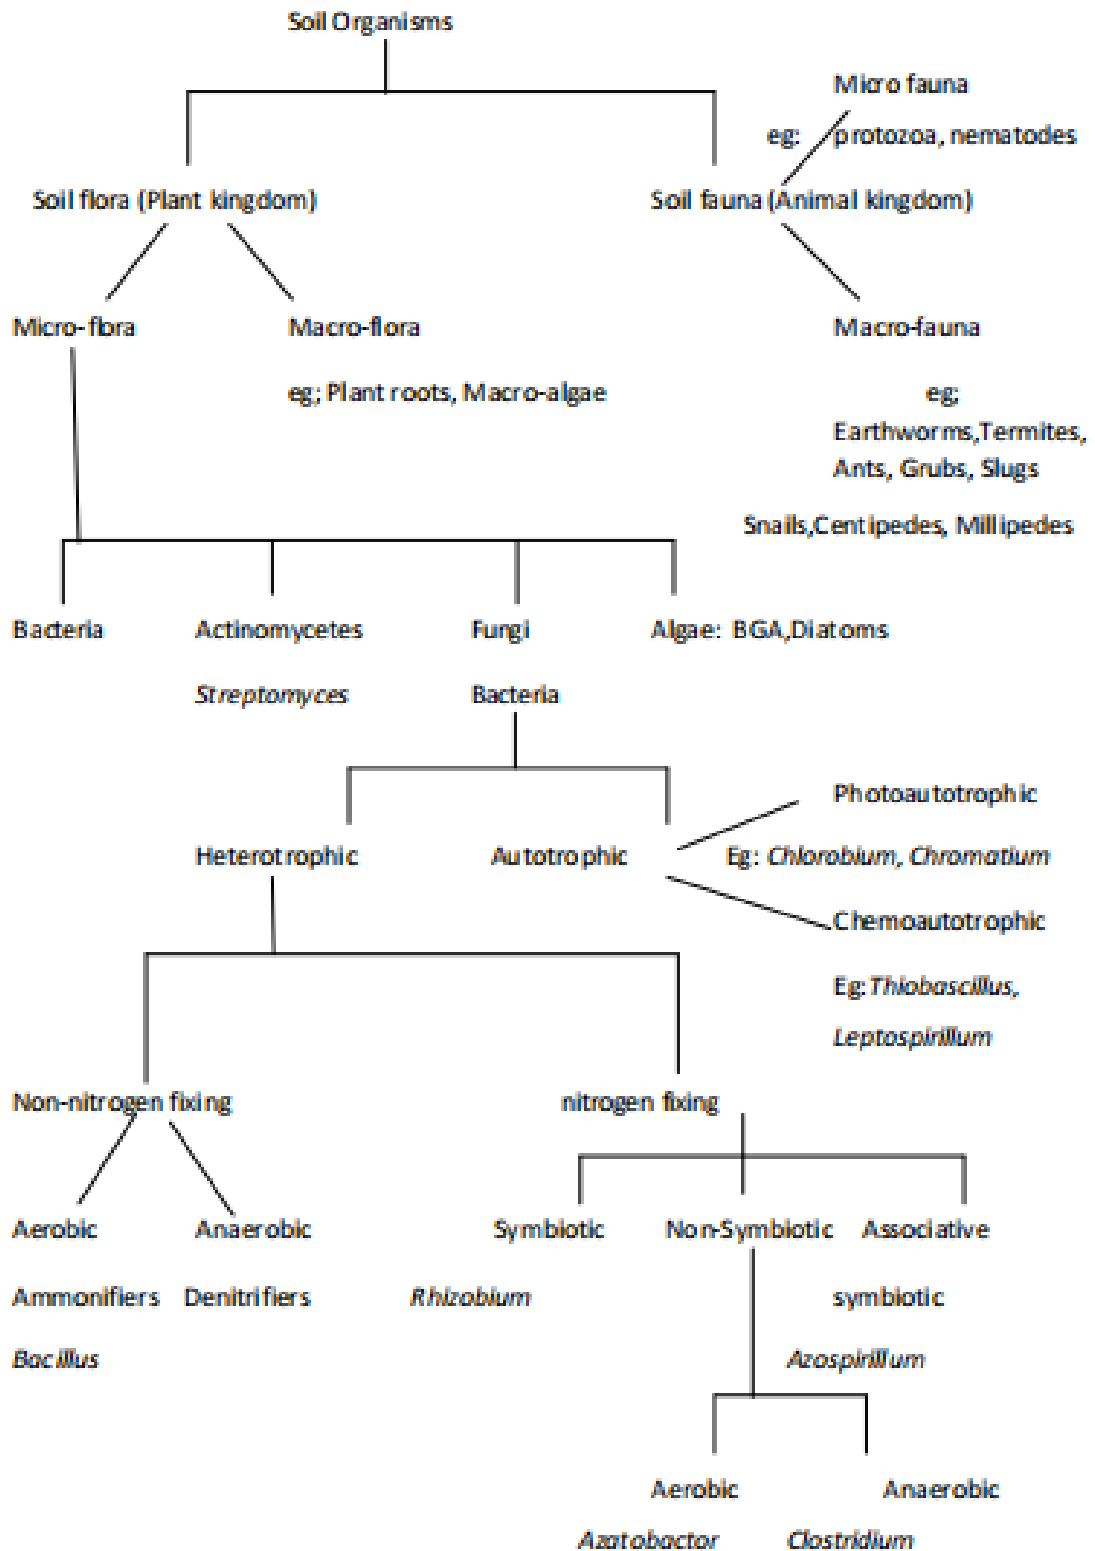 Soil Organisms
Micro fauna
eg: protozoa, nematodes
Soil flora (Plant kingdom) Soil fauna (Animal kingdom)
Micro-flora Macro-flora Macro-fauna
eg; Plant roots, Macro-algae eg;
Earthworms,Termites,
Ants, Grubs, Slugs
Snails,Centipedes, Millipedes
Bacteria Actinomycetes Fungi Algae: BGA,Diatoms
Streptomyces Bacteria
Photoautotrophic
Heterotrophic Autotrophic Eg: Chlorobium, Chromatium
Chemoautotrophic
Eg:Thiobascillus,
Leptospirillum
Non-nitrogen fixing nitrogen fixing
Aerobic Anaerobic Symbiotic Non-Symbiotic Associative
Ammonifiers Denitrifiers Rhizobium symbiotic
Bacillus Azospirillum
Aerobic Anaerobic
Azatobactor Clostridium